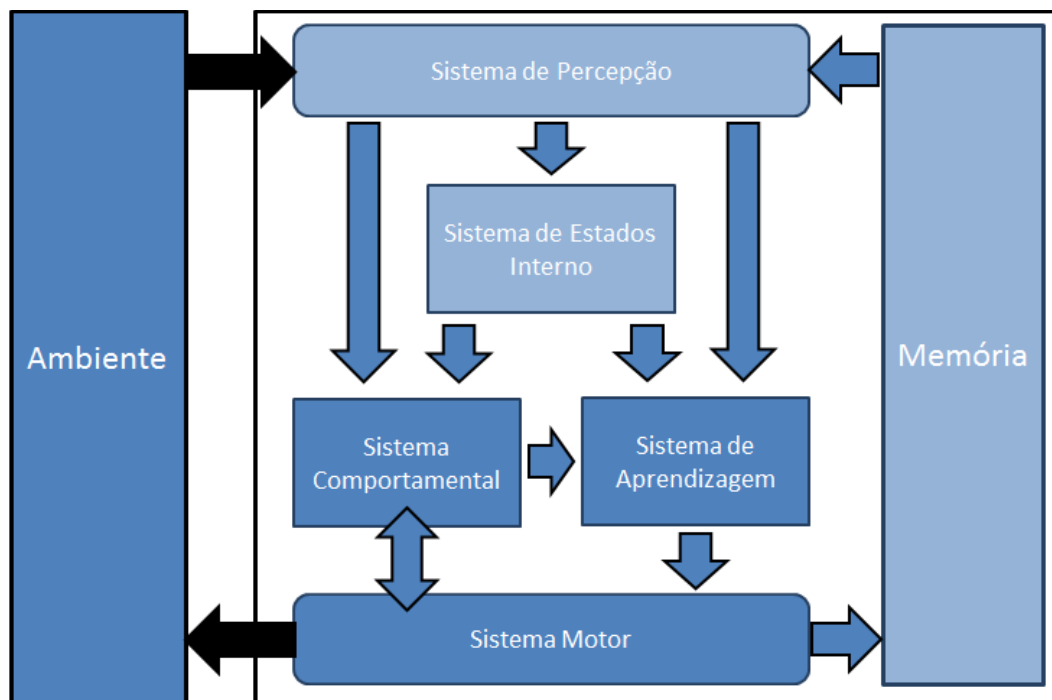 Sistema de Percepção
Sistema de Estados
Interno
Ambiente
Memória
Sistema
Comportamental
Sistema de
Aprendizagem
Sistema Motor